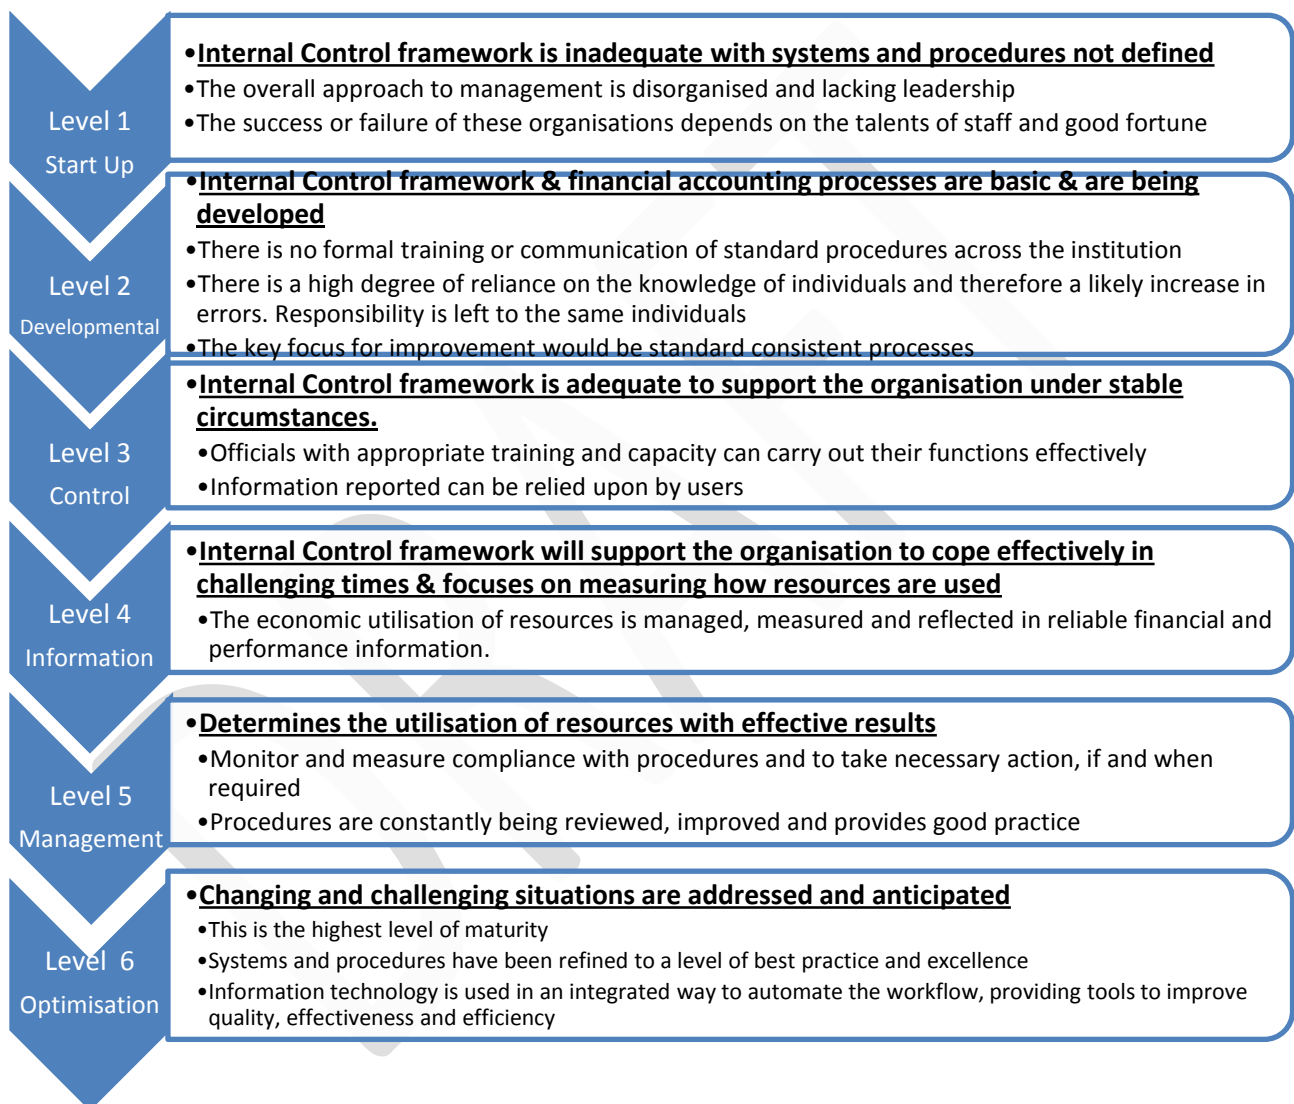 Level 1
Start Up
•Internal Control framework is inadequate with systems and procedures not defined
•The overall approach to management is disorganised and lacking leadership
•The success or failure of these organisations depends on the talents of staff and good fortune
Level 2
Developmental
•Internal Control framework & financial accounting processes are basic & are being
developed
•There is no formal training or communication of standard procedures across the institution
•There is a high degree of reliance on the knowledge of individuals and therefore a likely increase in
errors. Responsibility is left to the same individuals
•The key focus for improvement would be standard consistent processes
Level 3
Control
•Internal Control framework is adequate to support the organisation under stable
circumstances.
•Officials with appropriate training and capacity can carry out their functions effectively
•Information reported can be relied upon by users
Level 4
Information
•Internal Control framework will support the organisation to cope effectively in
challenging times & focuses on measuring how resources are used
•The economic utilisation of resources is managed, measured and reflected in reliable financial and
performance information.
Level 5
Management
•Determines the utilisation of resources with effective results
•Monitor and measure compliance with procedures and to take necessary action, if and when
required
•Procedures are constantly being reviewed, improved and provides good practice
Level 6
Optimisation
•Changing and challenging situations are addressed and anticipated
•This is the highest level of maturity
•Systems and procedures have been refined to a level of best practice and excellence
•Information technology is used in an integrated way to automate the workflow, providing tools to improve
quality, effectiveness and efficiency
DRAFT